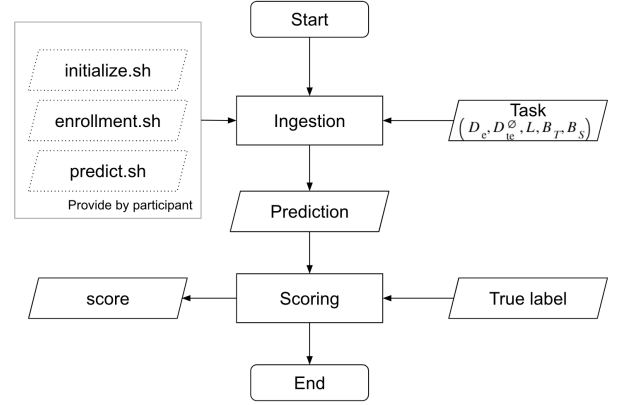 Start
initialize.sh
enrollment.sh
predict.sh
Provide by participant
Ingestion
Task
(D_e, D_te^∅, L, B_T, B_S)
Prediction
score
Scoring
True label
End